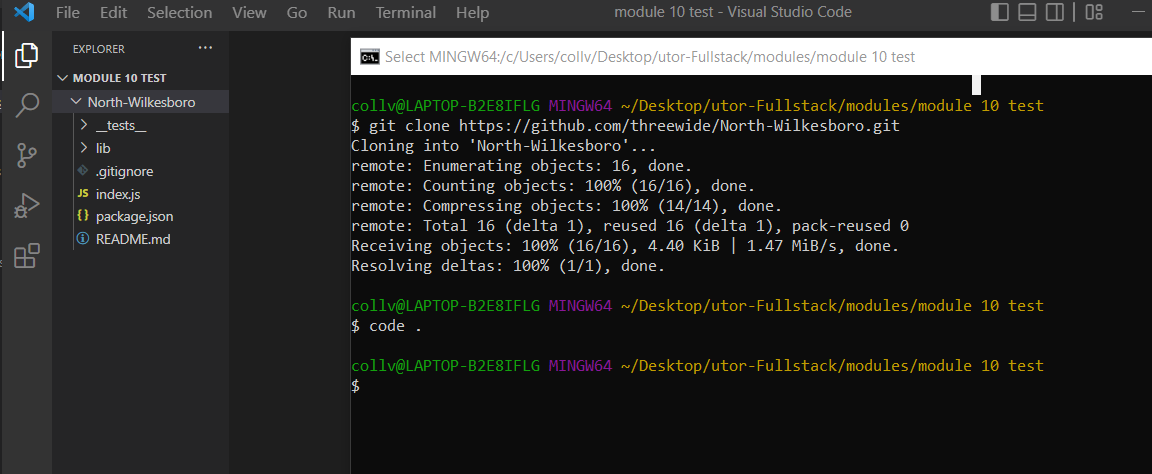 File Edit Selection View Go Run Terminal Help module 10 test - Visual Studio Code
EXPLORER ...
MODULE 10 TEST
North-Wilkesboro
__tests__
lib
.gitignore
JS index.js
{} package.json
README.md
C:\. Select MINGW64:/c/Users/collv/Desktop/utor-Fullstack/modules/module 10 test
collv@LAPTOP-B2E8IFLG MINGW64 ~/Desktop/utor-Fullstack/modules/module 10 test
$ git clone https://github.com/threewide/North-Wilkesboro.git
Cloning into 'North-Wilkesboro'...
remote: Enumerating objects: 16, done.
remote: Counting objects: 100% (16/16), done.
remote: Compressing objects: 100% (14/14), done.
remote: Total 16 (delta 1), reused 16 (delta 1), pack-reused 0
Receiving objects: 100% (16/16), 4.40 KiB | 1.47 MiB/s, done.
Resolving deltas: 100% (1/1), done.
collv@LAPTOP-B2E8IFLG MINGW64 ~/Desktop/utor-Fullstack/modules/module 10 test
$ code .
collv@LAPTOP-B2E8IFLG MINGW64 ~/Desktop/utor-Fullstack/modules/module 10 test
$